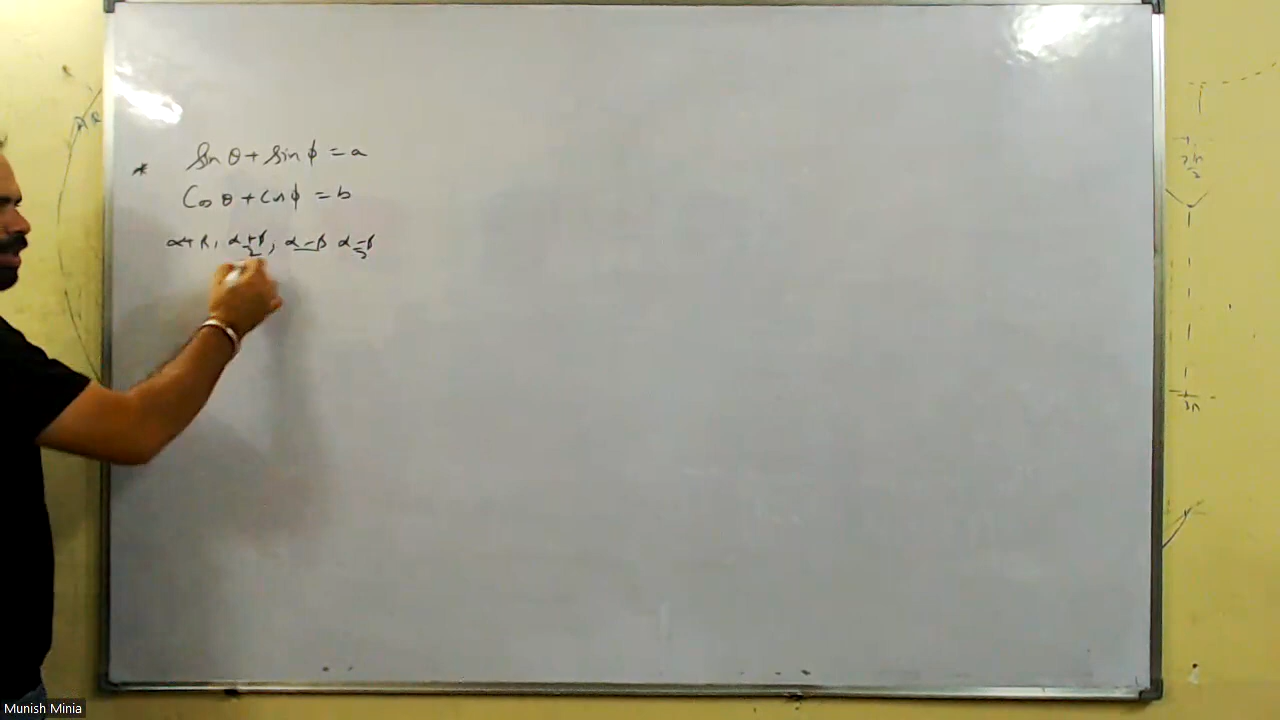 * Sin θ + Sin ϕ = a
Cos θ + Cos ϕ = b
α+β, α+β/2, α-β α-β/2
Munish Minia